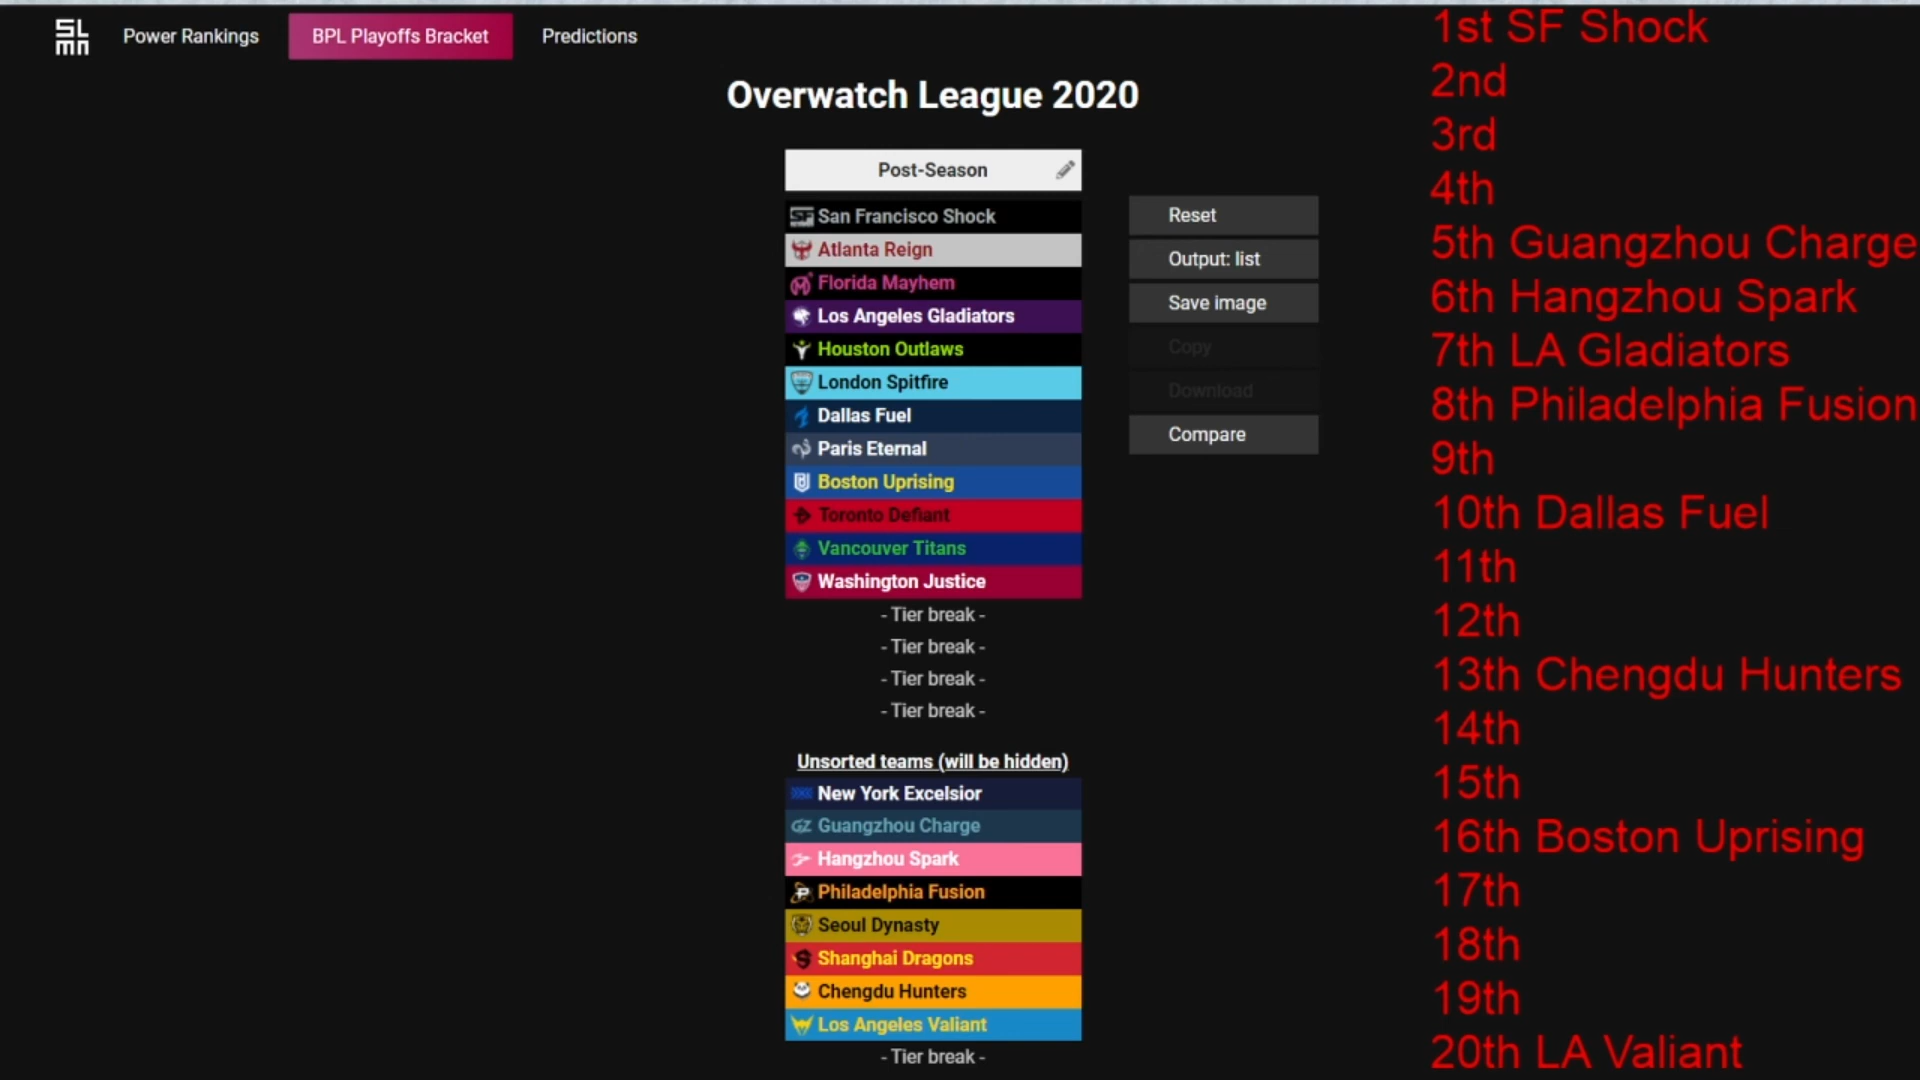 SL
mn
Power Rankings
BPL Playoffs Bracket
Predictions
Overwatch League 2020
Post-Season
San Francisco Shock
Atlanta Reign
Florida Mayhem
Los Angeles Gladiators
Houston Outlaws
London Spitfire
Dallas Fuel
Paris Eternal
Boston Uprising
Toronto Defiant
Vancouver Titans
Washington Justice
- Tier break -
- Tier break -
- Tier break -
- Tier break -
Unsorted teams (will be hidden)
New York Excelsior
GZ Guangzhou Charge
Hangzhou Spark
Philadelphia Fusion
Seoul Dynasty
Shanghai Dragons
Chengdu Hunters
Los Angeles Valiant
- Tier break -
Reset
Output: list
Save image
Copy
Download
Compare
1st SF Shock
2nd
3rd
4th
5th Guangzhou Charge
6th Hangzhou Spark
7th LA Gladiators
8th Philadelphia Fusion
9th
10th Dallas Fuel
11th
12th
13th Chengdu Hunters
14th
15th
16th Boston Uprising
17th
18th
19th
20th LA Valiant